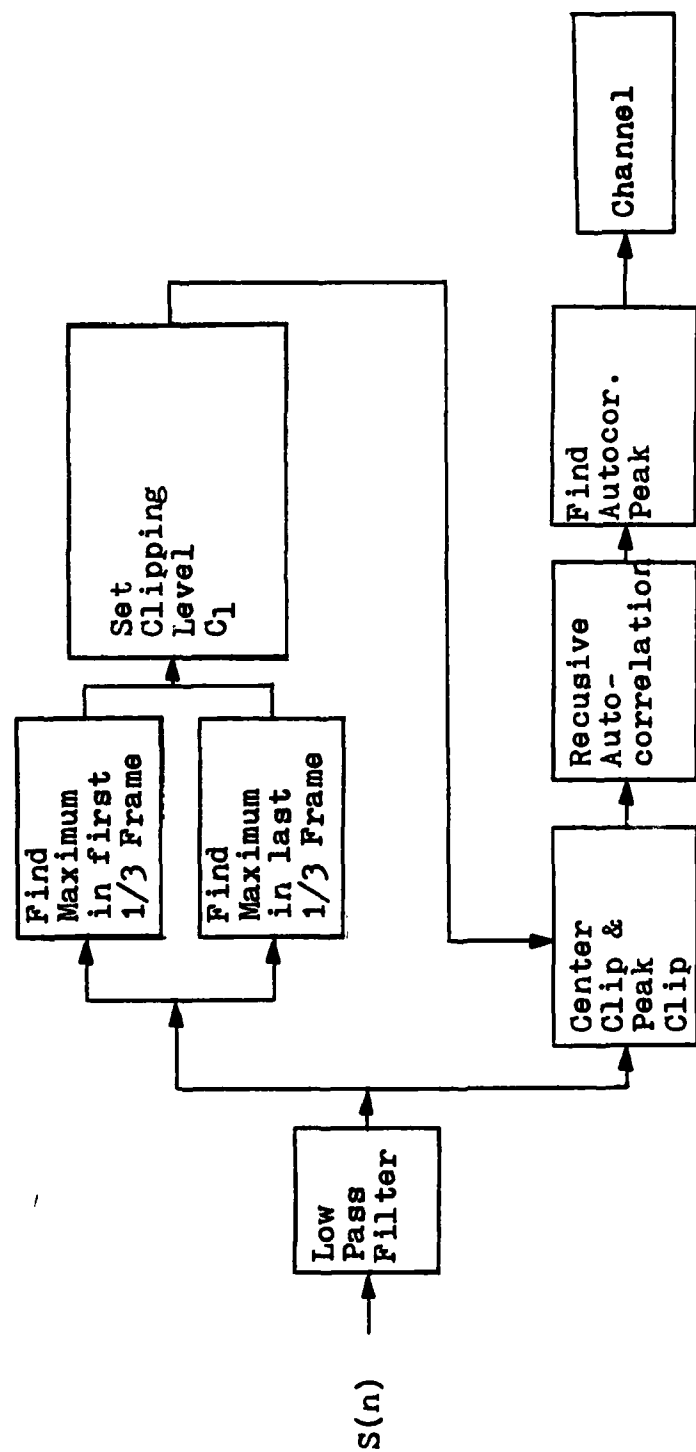 S(n)
Low
Pass
Filter
Find
Maximum
in first
1/3 Frame
Find
Maximum
in last
1/3 Frame
Set
Clipping
Level
C1
Center
Clip &
Peak
Clip
Recusive
Auto-
correlation
Find
Autocor.
Peak
Channel